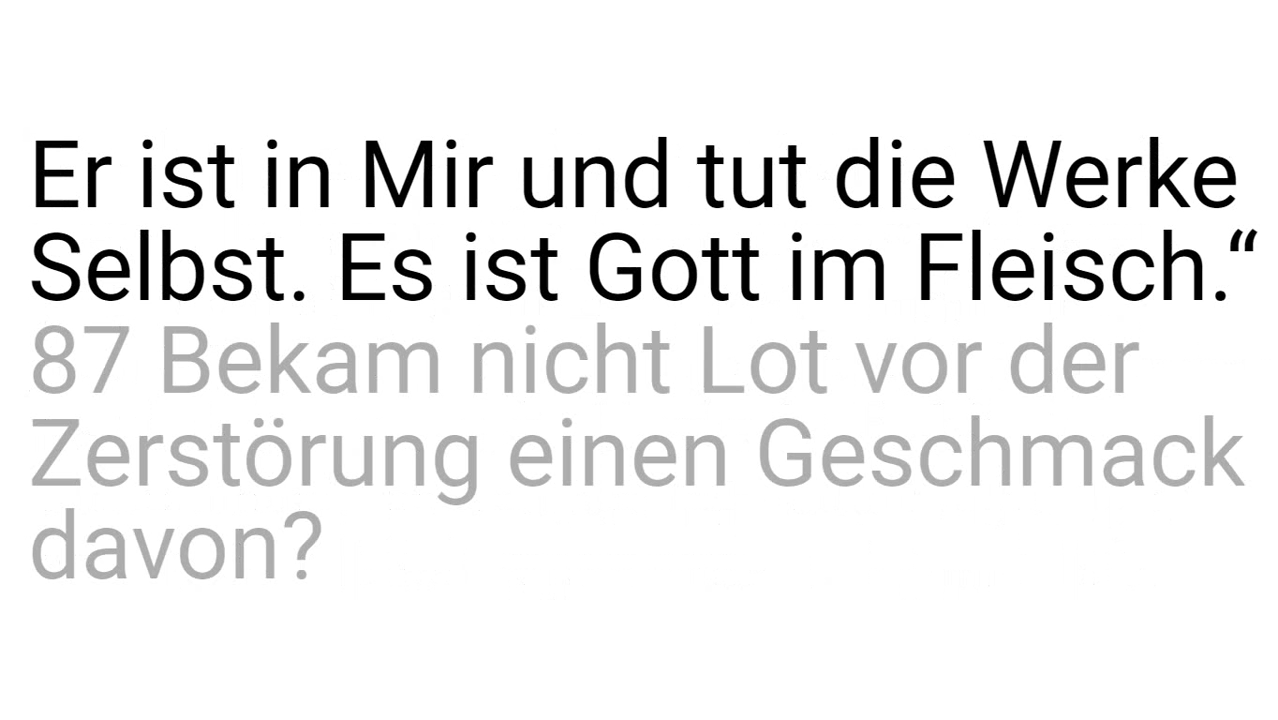 Er ist in Mir und tut die Werke
Selbst. Es ist Gott im Fleisch.“
87 Bekam nicht Lot vor der
Zerstörung einen Geschmack
davon?